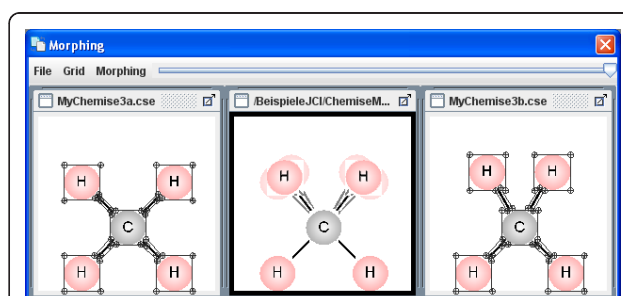 Morphing
File Grid Morphing
MyChemise3a.cse
/BeispieleJCI/ChemiseM...
MyChemise3b.cse
H H
H H
H H
C
C
C
H H
H H
H H